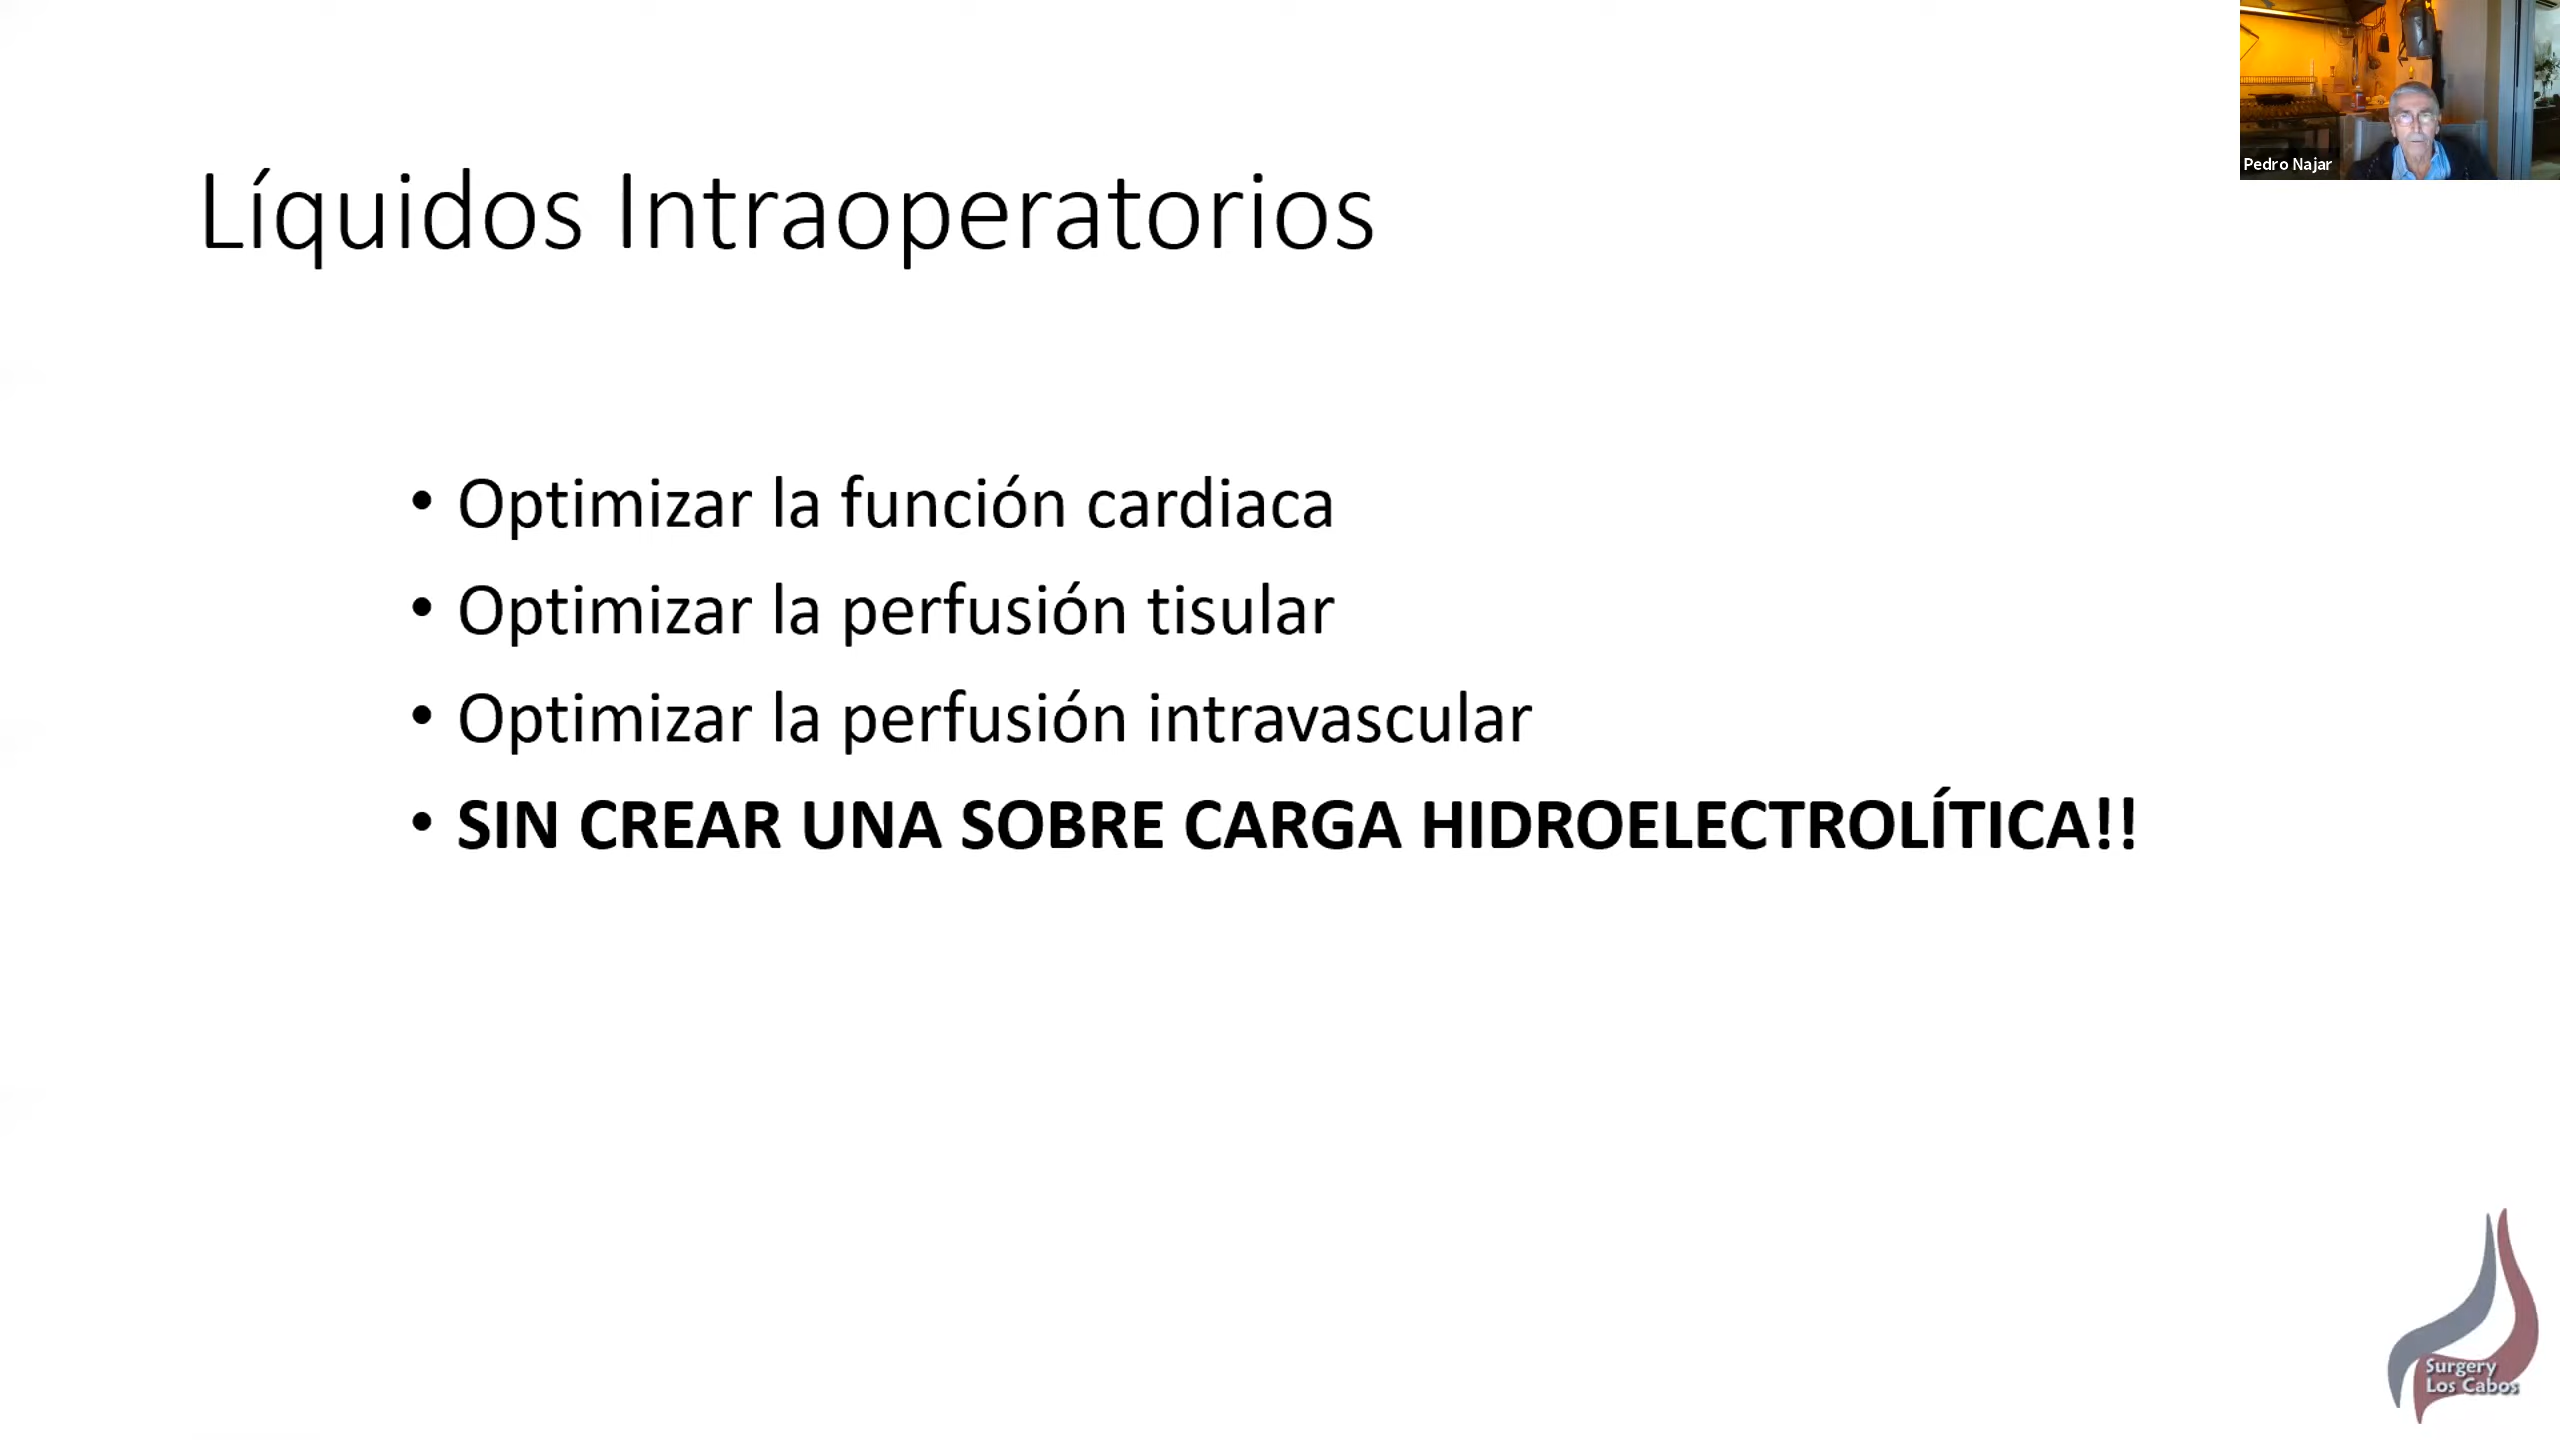 Pedro Najar
Líquidos Intraoperatorios
• Optimizar la función cardiaca
• Optimizar la perfusión tisular
• Optimizar la perfusión intravascular
• SIN CREAR UNA SOBRE CARGA HIDROELECTROLÍTICA!!
Surgery
Los Cabos